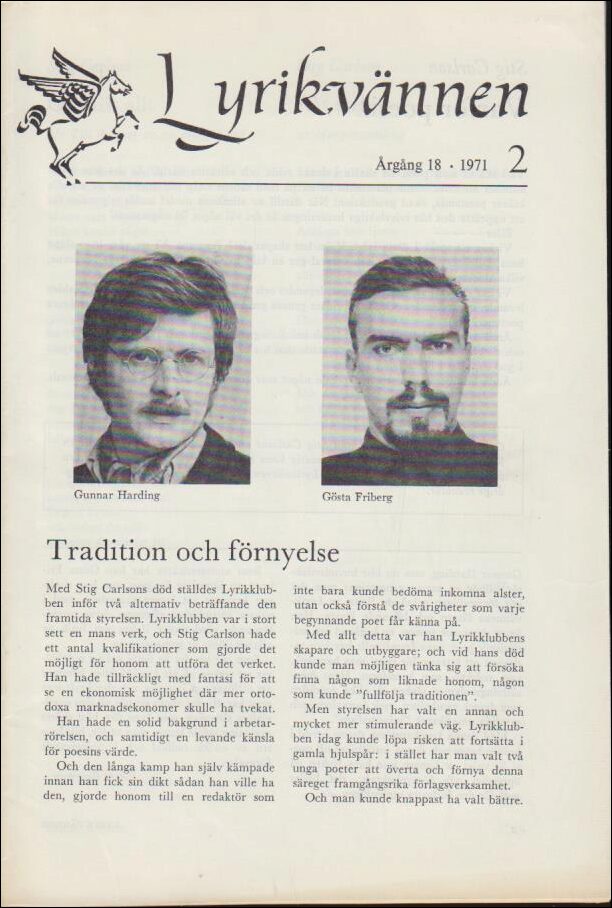 Lyrikvännen
Årgång 18 · 1971 2
Gunnar Harding
Gösta Friberg
Tradition och förnyelse
Med Stig Carlsons död ställdes Lyrikklub-
ben inför två alternativ beträffande den
framtida styrelsen. Lyrikklubben var i stort
sett en mans verk, och Stig Carlson hade
ett antal kvalifikationer som gjorde det
möjligt för honom att utföra det verket.
Han hade tillräckligt med fantasi för att
se en ekonomisk möjlighet där mer orto-
doxa marknadsekonomer skulle ha tvekat.
Han hade en solid bakgrund i arbetar-
rörelsen, och samtidigt en levande känsla
för poesins värde.
Och den långa kamp han själv kämpade
innan han fick sin dikt sådan han ville ha
den, gjorde honom till en redaktör som
inte bara kunde bedöma inkomna alster,
utan också förstå de svårigheter som varje
begynnande poet får känna på.
Med allt detta var han Lyrikklubbens
skapare och utbyggare; och vid hans död
kunde man möjligen tänka sig att försöka
finna någon som liknade honom, någon
som kunde "fullfölja traditionen".
Men styrelsen har valt en annan och
mycket mer stimulerande väg. Lyrikklub-
ben idag kunde löpa risken att fortsätta i
gamla hjulspår: i stället har man valt två
unga poeter att överta och förnya denna
säreget framgångsrika förlagsverksamhet.
Och man kunde knappast ha valt bättre.